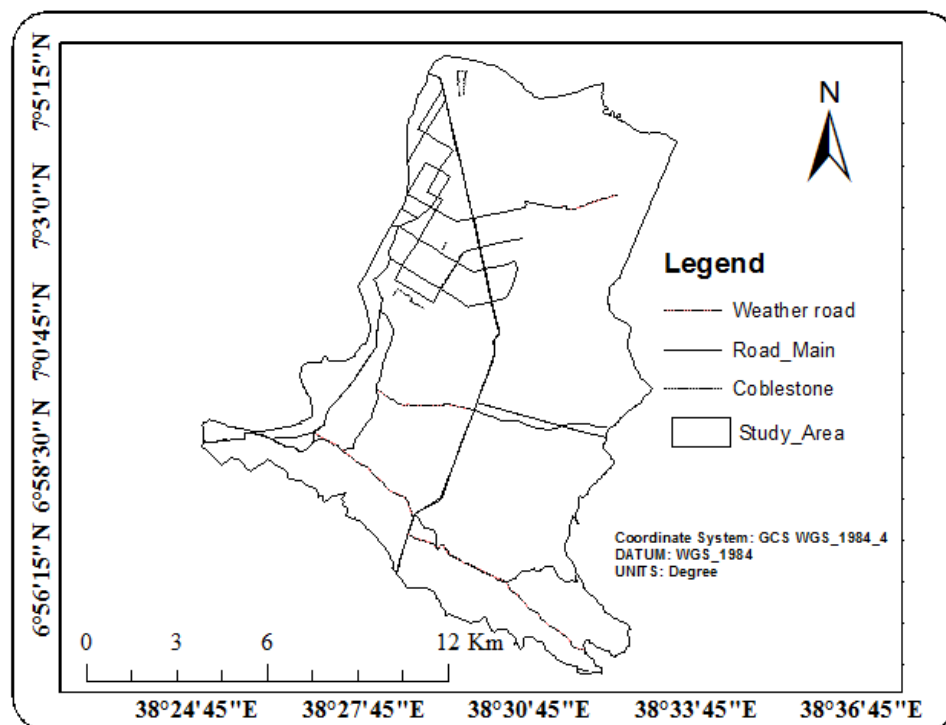 N
Legend
Weather road
Road_Main
Coblestone
Study_Area
Coordinate System: GCS WGS_1984_4
DATUM: WGS_1984
UNITS: Degree
0 3 6 12 Km
7°5'15"N
7°3'0"N
7°0'45"N
6°58'30"N
6°56'15"N
38°24'45"E 38°27'45"E 38°30'45"E 38°33'45"E 38°36'45"E